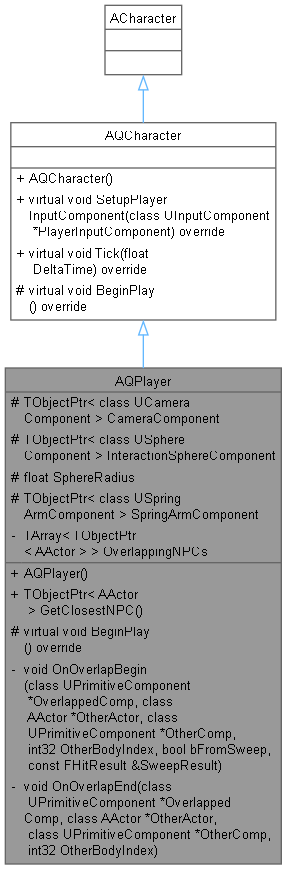 ACharacter
AQCharacter
+ AQCharacter()
+ virtual void SetupPlayer
InputComponent(class UInputComponent
*PlayerInputComponent) override
+ virtual void Tick(float
DeltaTime) override
# virtual void BeginPlay
() override
AQPlayer
# TObjectPtr< class UCamera
Component > CameraComponent
# TObjectPtr< class USphere
Component > InteractionSphereComponent
# float SphereRadius
# TObjectPtr< class USpring
ArmComponent > SpringArmComponent
- TArray< TObjectPtr
< AActor > > OverlappingNPCs
+ AQPlayer()
+ TObjectPtr< AActor
> GetClosestNPC()
# virtual void BeginPlay
() override
- void OnOverlapBegin
(class UPrimitiveComponent
*OverlappedComp, class
AActor *OtherActor, class
UPrimitiveComponent *OtherComp,
int32 OtherBodyIndex, bool bFromSweep,
const FHitResult &SweepResult)
- void OnOverlapEnd(class
UPrimitiveComponent *Overlapped
Comp, class AActor *OtherActor,
class UPrimitiveComponent *OtherComp,
int32 OtherBodyIndex)